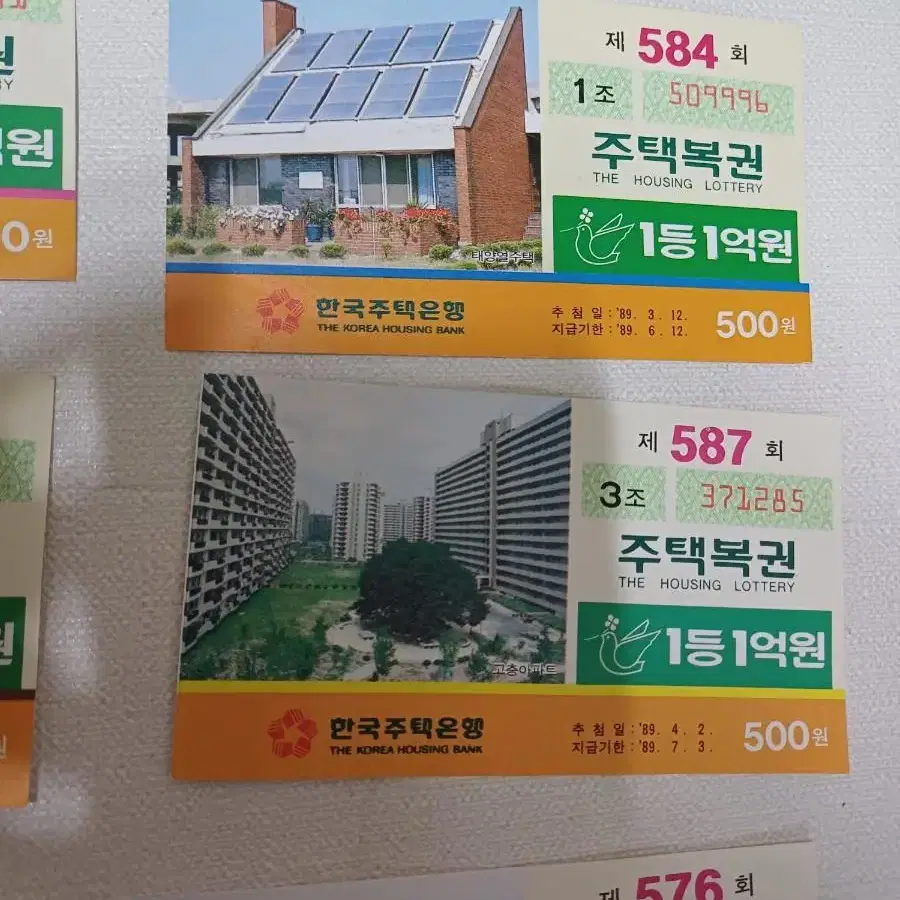 원
0원
제 584 회
1조 509996
주택복권
THE HOUSING LOTTERY
1등 1억원
태양열주택
한국주택은행
THE KOREA HOUSING BANK
추 첨 일 : '89. 3. 12.
지급기한 : '89. 6. 12.
500원
제 587 회
3조 371285
주택복권
THE HOUSING LOTTERY
1등 1억원
고층아파트
한국주택은행
THE KOREA HOUSING BANK
추 첨 일 : '89. 4. 2.
지급기한 : '89. 7. 3.
500원
원
제 576 회